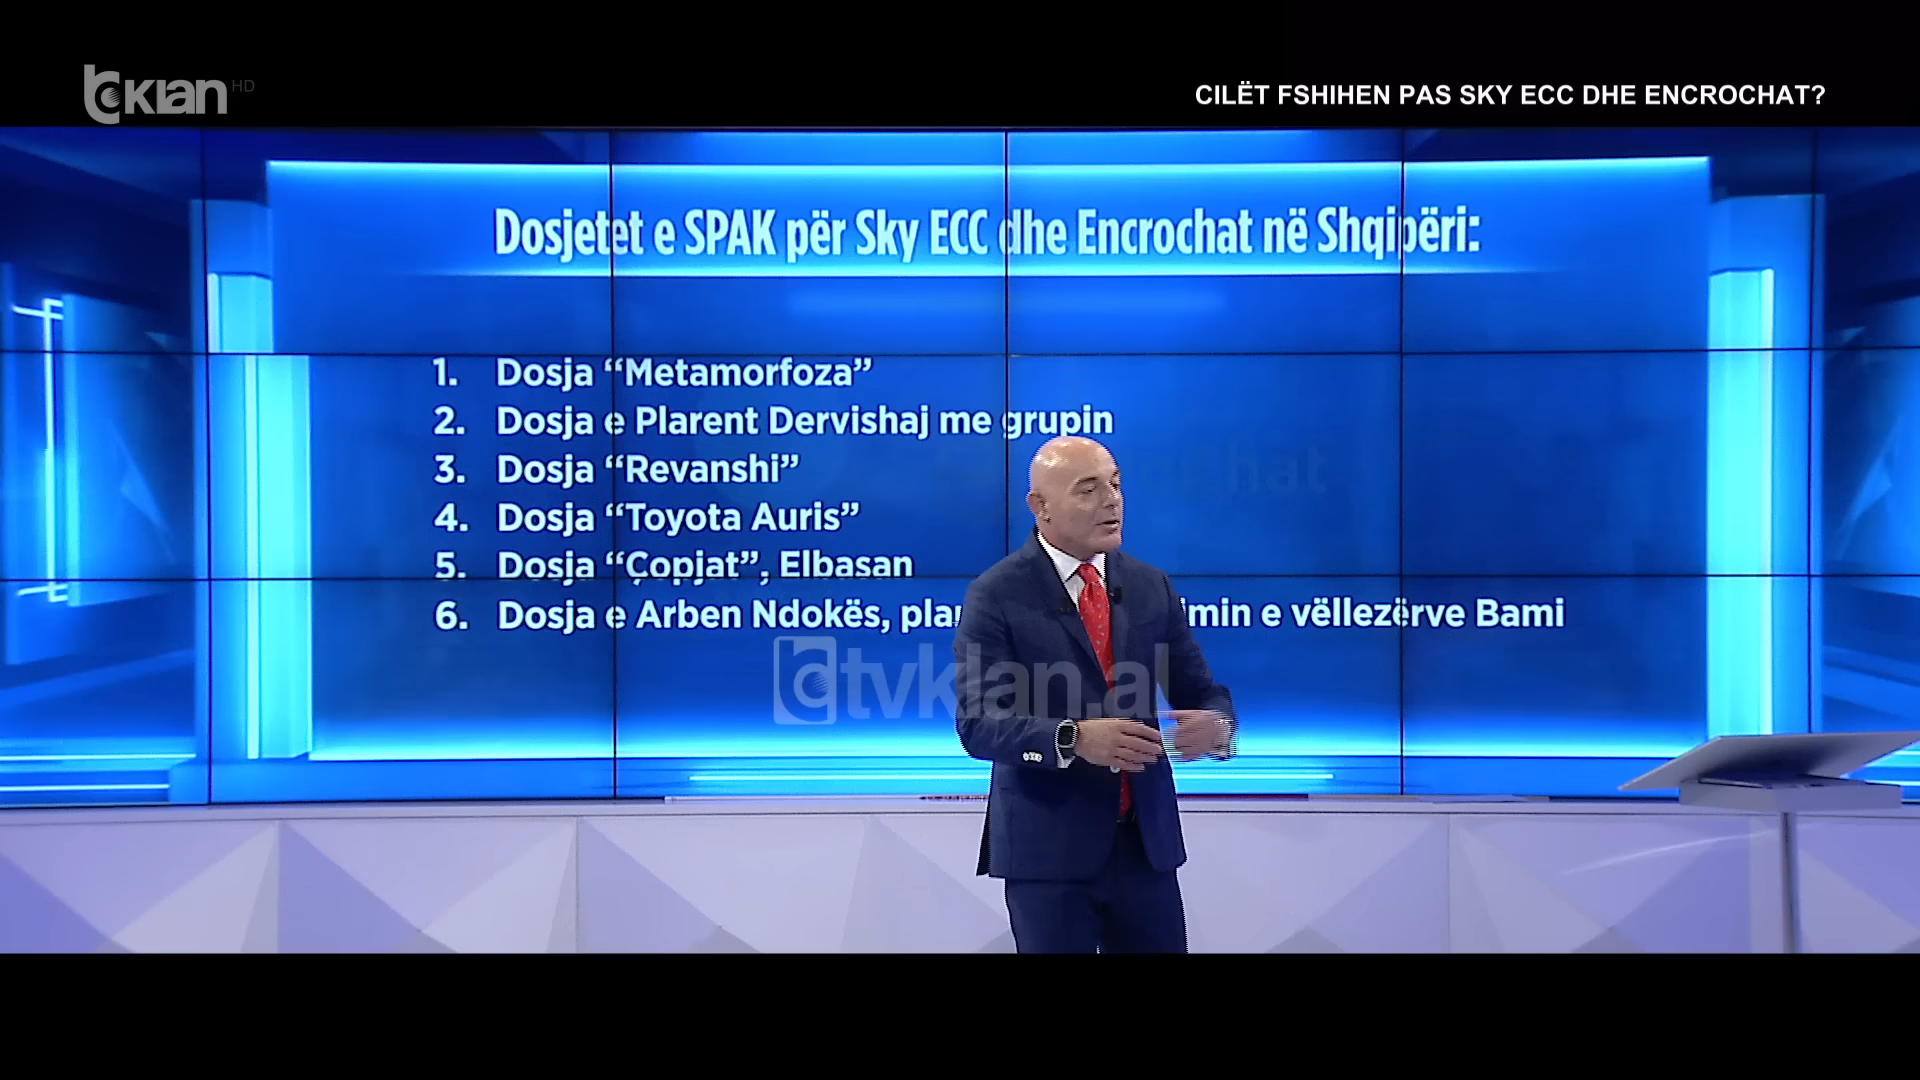 tv KLAN HD
CILËT FSHIHEN PAS SKY ECC DHE ENCROCHAT?
Dosjetet e SPAK për Sky ECC dhe Encrochat në Shqipëri:
1. Dosja “Metamorfoza”
2. Dosja e Plarent Dervishaj me grupin
3. Dosja “Revanshi”
4. Dosja “Toyota Auris”
5. Dosja “Çopjat”, Elbasan
6. Dosja e Arben Ndokës, e vëllezërve Bami
tvklan.al